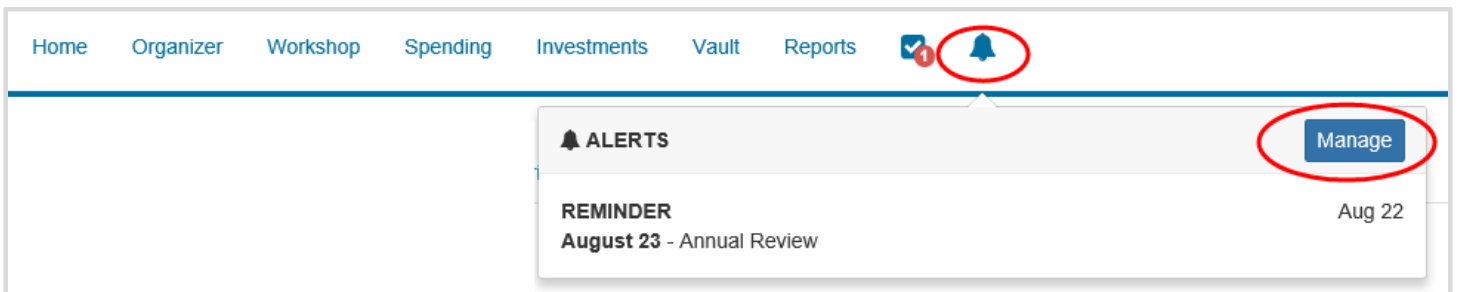 Home Organizer Workshop Spending Investments Vault Reports 1
ALERTS Manage
REMINDER Aug 22
August 23 - Annual Review